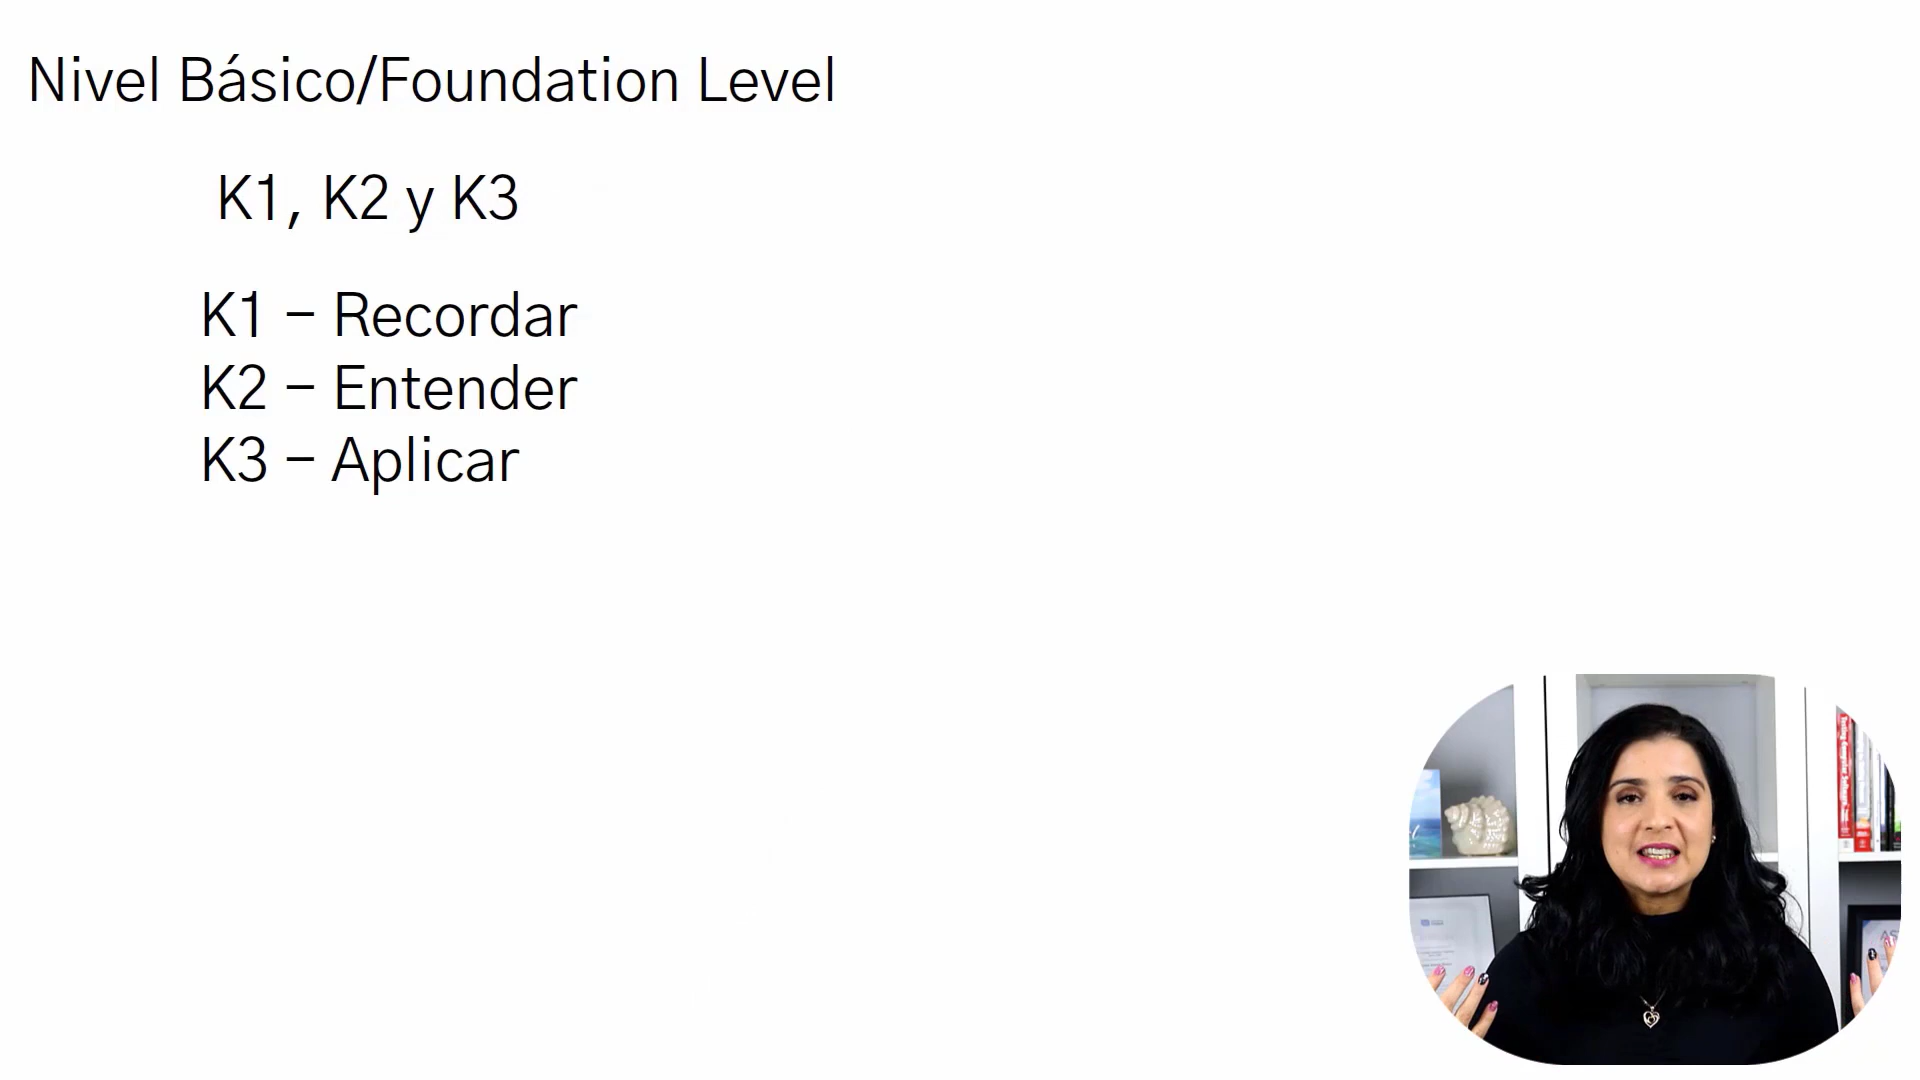 Nivel Básico/Foundation Level
K1, K2 y K3
K1 – Recordar
K2 – Entender
K3 – Aplicar